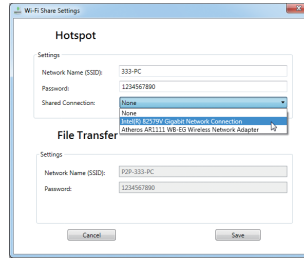 Wi-Fi Share Settings
Hotspot
Settings
Network Name (SSID): 333-PC
Password: 1234567890
Shared Connection: None
None
Intel(R) 82579V Gigabit Network Connection
Atheros AR1111 WB-EG Wireless Network Adapter
File Transfer
Settings
Network Name (SSID): P2P-333-PC
Password: 1234567890
Cancel Save